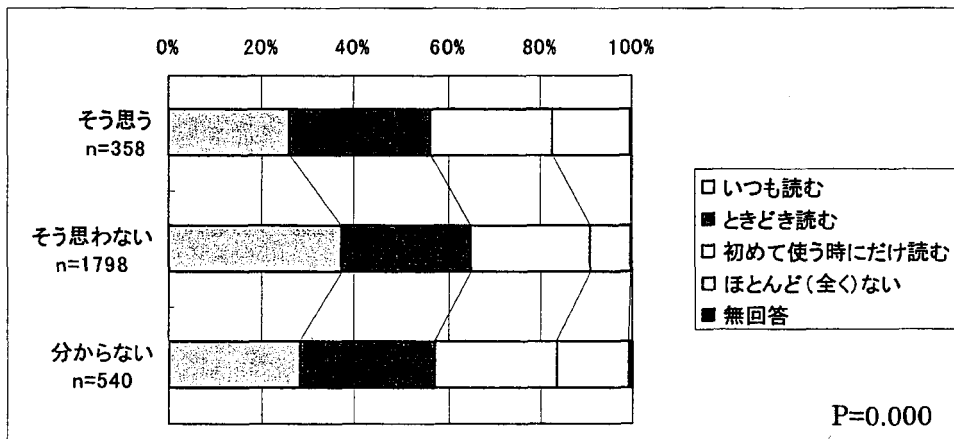 0% 20% 40% 60% 80% 100%
そう思う
n=358
そう思わない
n=1798
分からない
n=540
いつも読む
ときどき読む
初めて使う時にだけ読む
ほとんど(全く)ない
無回答
P=0.000